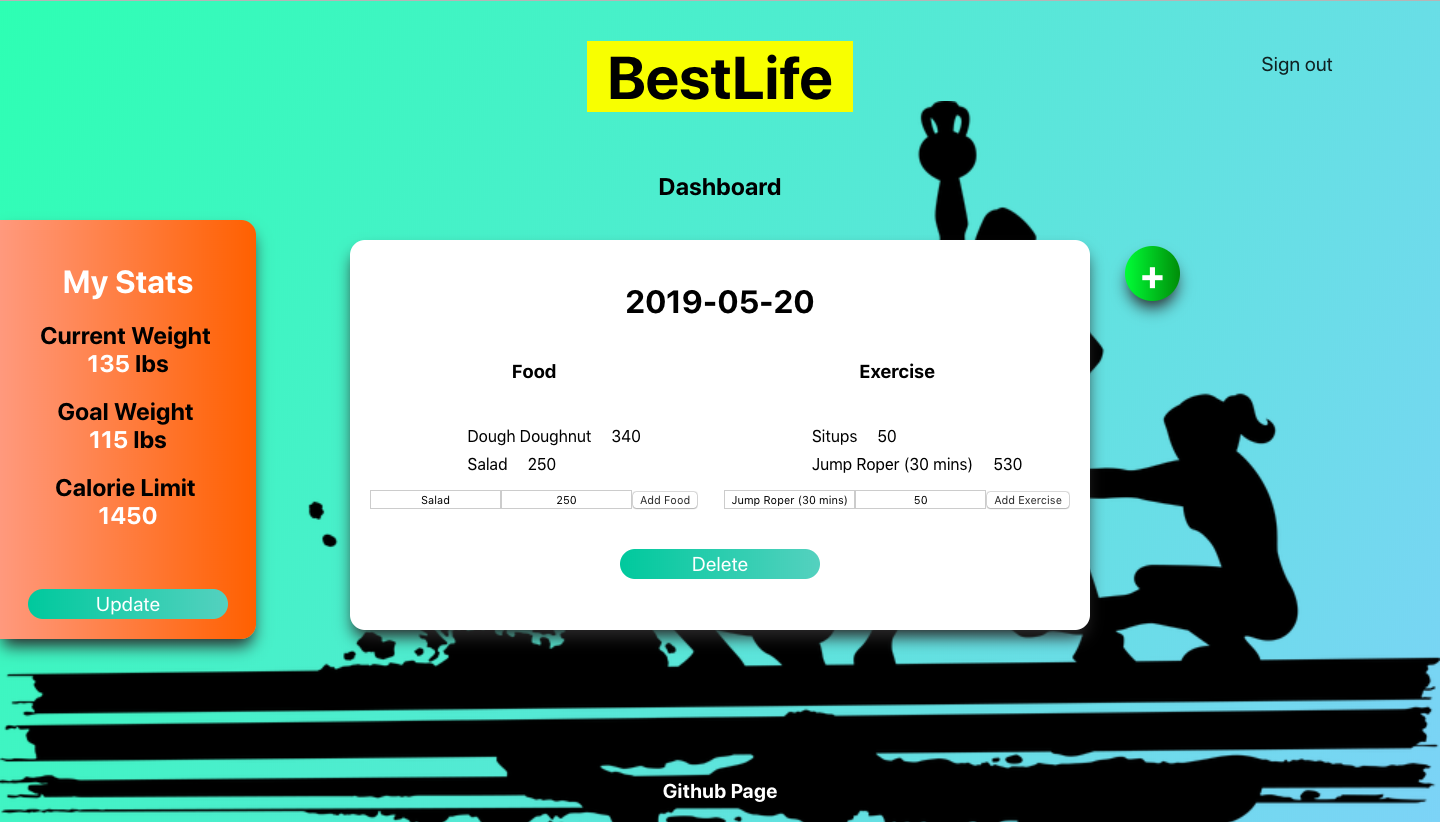 BestLife
Sign out
Dashboard
My Stats
Current Weight
135 lbs
Goal Weight
115 lbs
Calorie Limit
1450
Update
+
2019-05-20
Food
Dough Doughnut 340
Salad 250
Salad 250 Add Food
Exercise
Situps 50
Jump Roper (30 mins) 530
Jump Roper (30 mins) 50 Add Exercise
Delete
Github Page